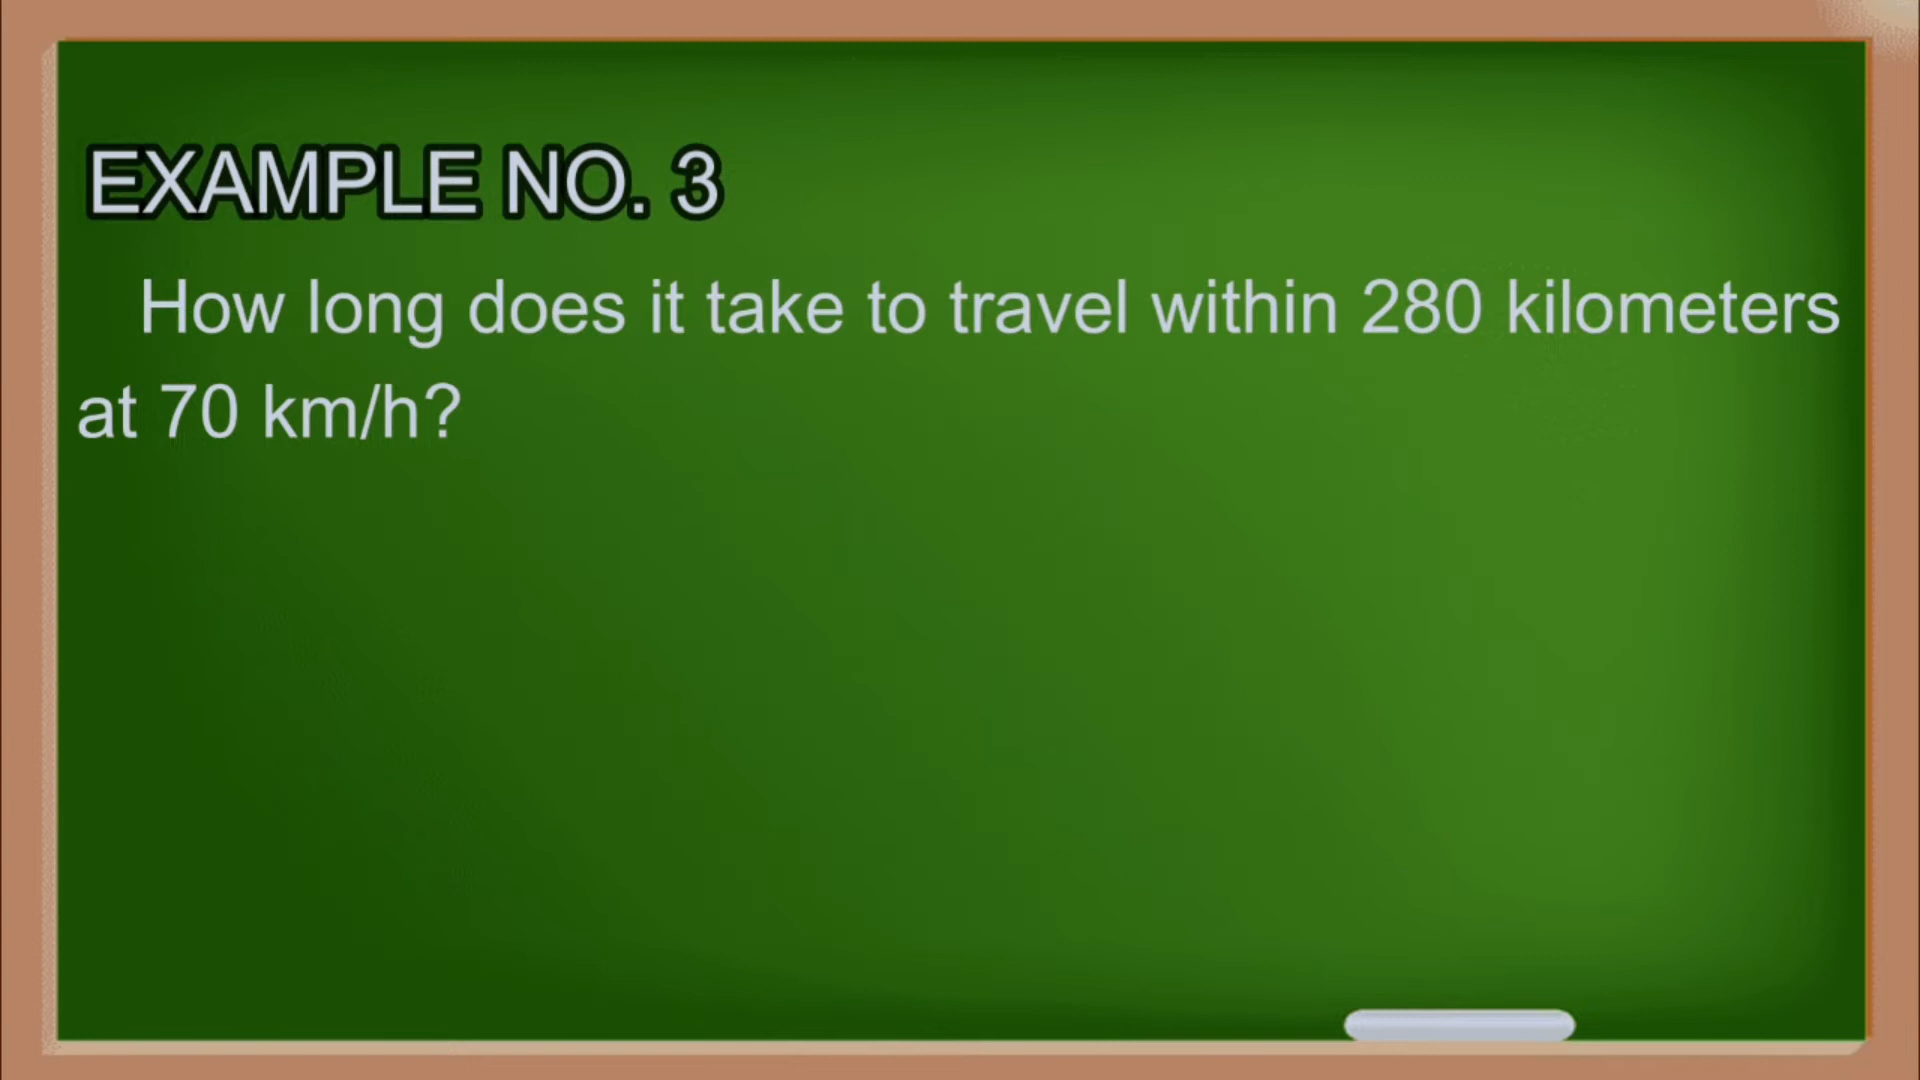 EXAMPLE NO. 3
How long does it take to travel within 280 kilometers
at 70 km/h?